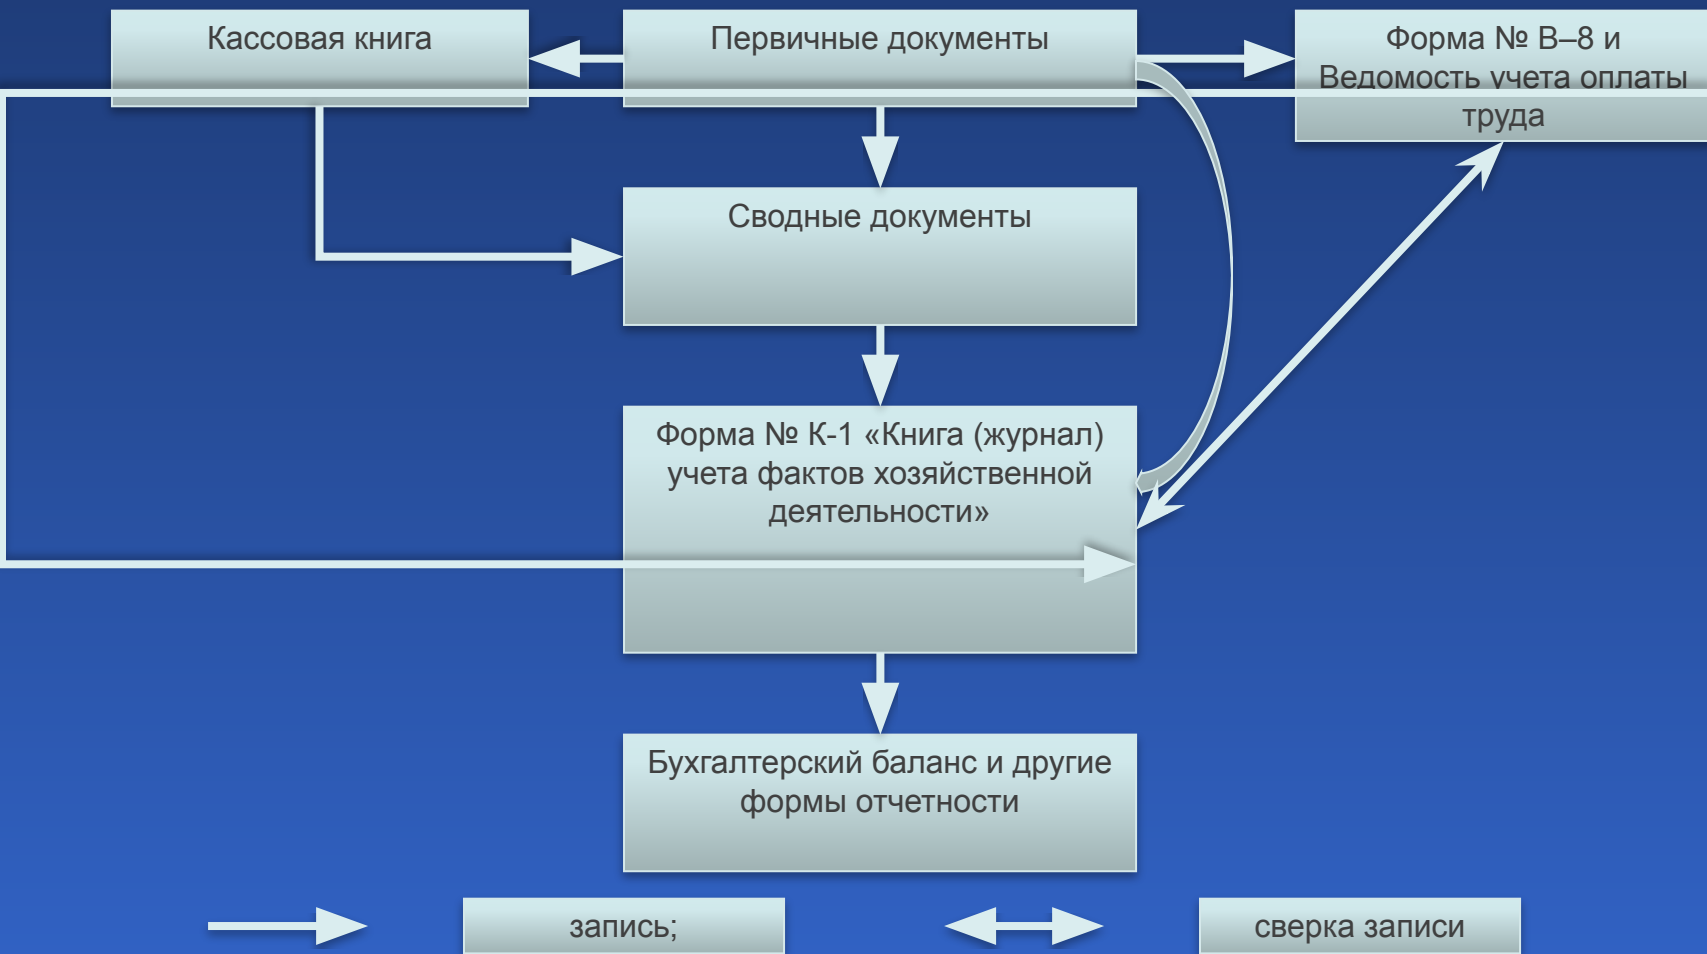 Кассовая книга
Первичные документы
Форма № В–8 и
Ведомость учета оплаты
труда
Сводные документы
Форма № К-1 «Книга (журнал)
учета фактов хозяйственной
деятельности»
Бухгалтерский баланс и другие
формы отчетности
запись;
сверка записи